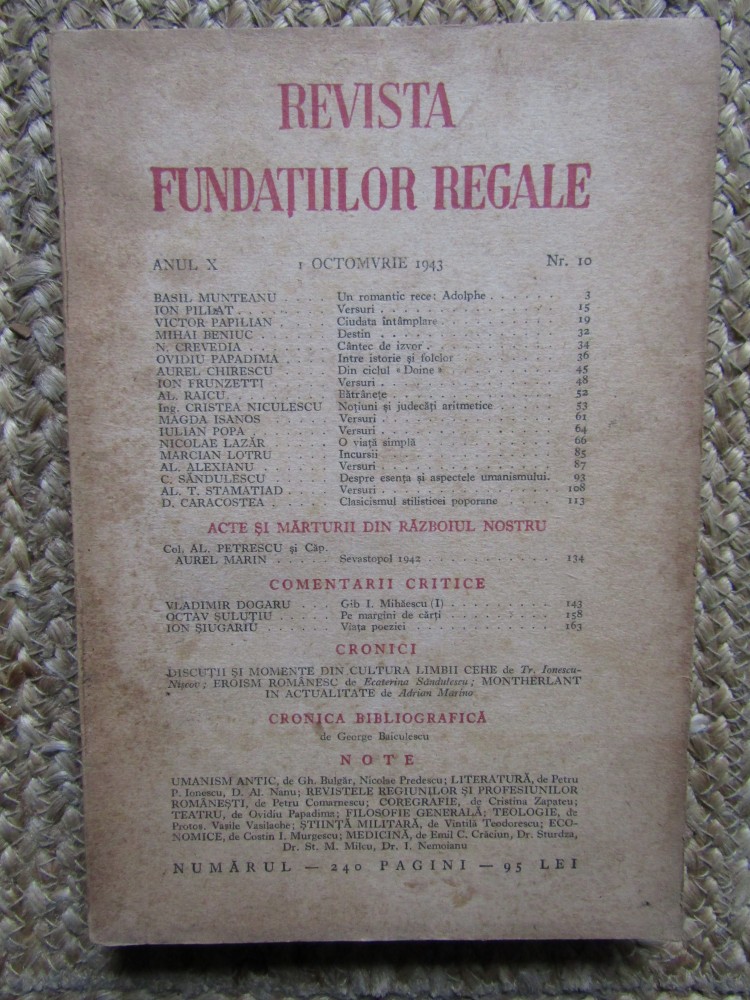 REVISTA
FUNDAȚIILOR REGALE
ANUL X 1 OCTOMVRIE 1943 Nr. 10
BASIL MUNTEANU . . . . Un romantic rece: Adolphe . . . . . . . 3
ION PILLAT . . . . . . Versuri . . . . . . . . . . . . 15
VICTOR PAPILIAN . . . . Ciudata întâmplare . . . . . . . . . 19
MIHAI BENIUC . . . . . Destin . . . . . . . . . . . . 32
N. CREVEDIA . . . . . Cântec de izvor . . . . . . . . . . 34
OVIDIU PAPADIMA . . . . Intre istorie și folclor . . . . . . . . 36
AUREL CHIRESCU . . . . Din ciclul « Doine » . . . . . . . . . 45
ION FRUNZETTI . . . . Versuri . . . . . . . . . . . . 48
AL. RAICU . . . . . . Bătrânețe . . . . . . . . . . . 52
Ing. CRISTEA NICULESCU Noțiuni și judecăți aritmetice . . . . . . 53
MAGDA ISANOS . . . . Versuri . . . . . . . . . . . . 61
IULIAN POPA . . . . . Versuri . . . . . . . . . . . . 64
NICOLAE LAZĂR . . . . O viață simplă . . . . . . . . . . 66
MARCIAN LOTRU . . . . Incursii . . . . . . . . . . . . 85
AL. ALEXIANU . . . . . Versuri . . . . . . . . . . . . 87
C. SĂNDULESCU . . . . Despre esența și aspectele umanismului. . . 93
AL. T. STAMATIAD . . . Versuri . . . . . . . . . . . . 108
D. CARACOSTEA . . . . Clasicismul stilisticei poporane . . . . . 113
ACTE ȘI MĂRTURII DIN RĂZBOIUL NOSTRU
Col. AL. PETRESCU și Căp.
AUREL MARIN . . . . Sevastopol 1942 . . . . . . . . . . 134
COMENTARII CRITICE
VLADIMIR DOGARU . . . Gib I. Mihăescu (I) . . . . . . . . . 143
OCTAV ȘULUȚIU . . . . Pe margini de cărți . . . . . . . . . 158
ION ȘIUGARIU . . . . . Viața poeziei . . . . . . . . . . . 163
CRONICI
DISCUȚII ȘI MOMENTE DIN CULTURA LIMBII CEHE de Tr. Ionescu-
Nișcov; EROISM ROMÂNESC de Ecaterina Săndulescu; MONTHERLANT
IN ACTUALITATE de Adrian Marino
CRONICA BIBLIOGRAFICĂ
de George Baiculescu
NOTE
UMANISM ANTIC, de Gh. Bulgăr, Nicolae Predescu; LITERATURĂ, de Petru
P. Ionescu, D. Al. Nanu; REVISTELE REGIUNILOR ȘI PROFESIUNILOR
ROMÂNEȘTI, de Petru Comarnescu; COREGRAFIE, de Cristina Zapateu;
TEATRU, de Ovidiu Papadima; FILOSOFIE GENERALĂ; TEOLOGIE, de
Protos. Vasile Vasilache; ȘTIINȚĂ MILITARĂ, de Vintilă Teodorescu; ECO-
NOMICE, de Costin I. Murgescu; MEDICINĂ, de Emil C. Crăciun, Dr. Sturdza,
Dr. St. M. Milcu, Dr. I. Nemoianu
NUMĂRUL — 240 PAGINI — 95 LEI